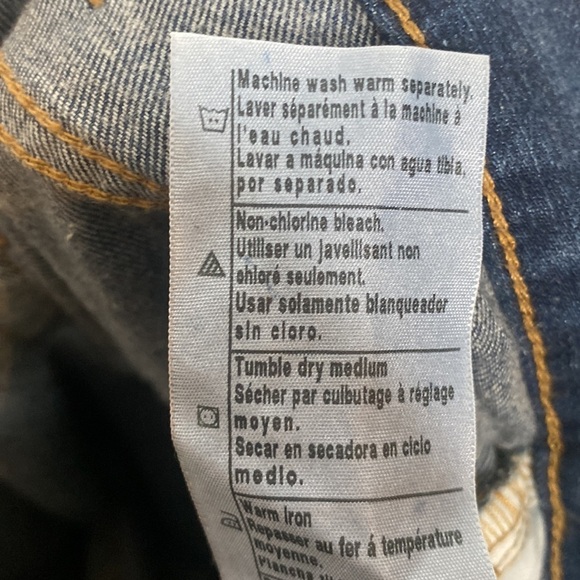 Machine wash warm separately.
Laver séparément à la machine à
l'eau chaud.
Lavar a máquina con agua tibia,
por separado.
Non-chlorine bleach.
Utiliser un javellisant non
chloré seulement.
Usar solamente blanqueador
sin cloro.
Tumble dry medium
Sécher par culbutage à réglage
moyen.
Secar en secadora en ciclo
medio.
Warm Iron
Repasser au fer á température
moyenne.
Plancha